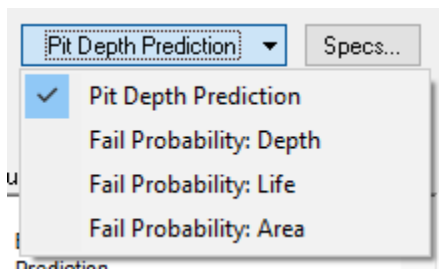 Pit Depth Prediction Specs...
Pit Depth Prediction
Fail Probability: Depth
Fail Probability: Life
Fail Probability: Area
Prediction